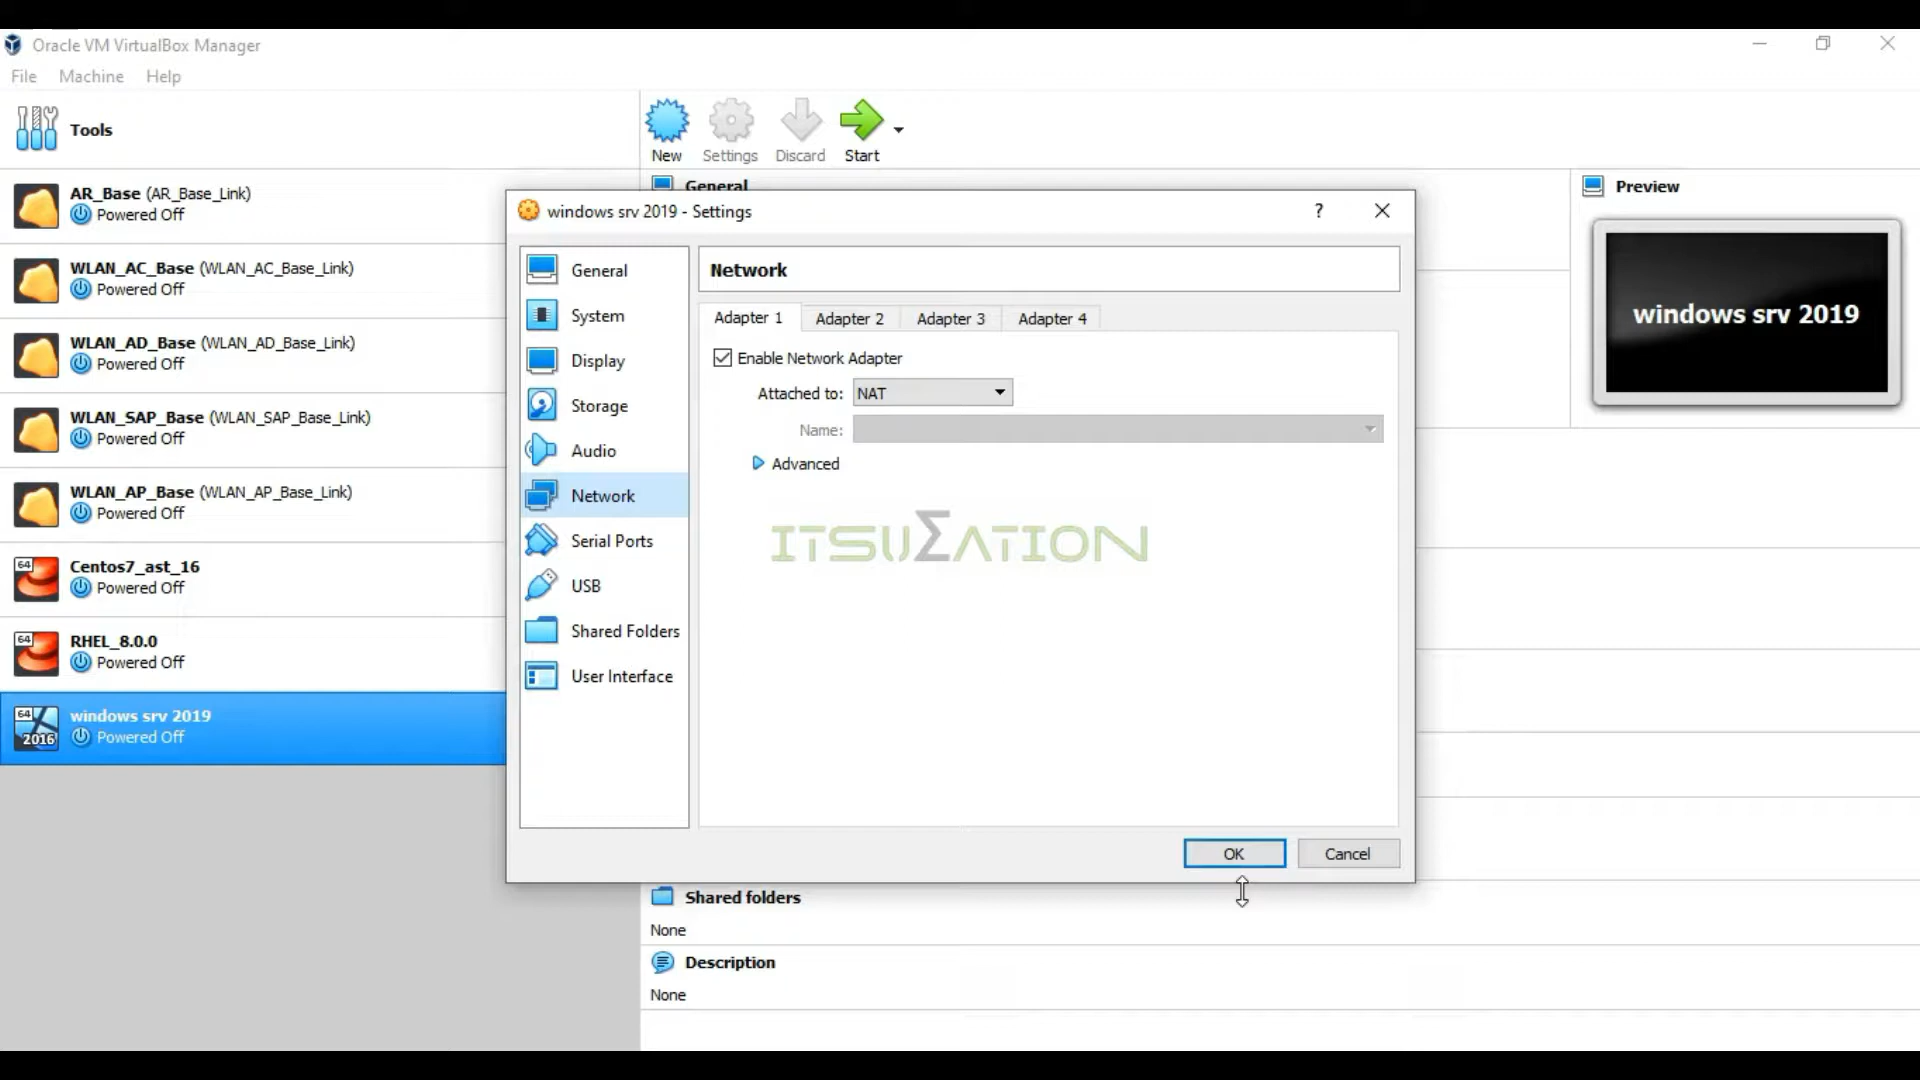 Oracle VM VirtualBox Manager
File Machine Help
Tools
New Settings Discard Start
AR_Base (AR_Base_Link)
Powered Off
WLAN_AC_Base (WLAN_AC_Base_Link)
Powered Off
WLAN_AD_Base (WLAN_AD_Base_Link)
Powered Off
WLAN_SAP_Base (WLAN_SAP_Base_Link)
Powered Off
WLAN_AP_Base (WLAN_AP_Base_Link)
Powered Off
64
Centos7_ast_16
Powered Off
64
RHEL_8.0.0
Powered Off
64
2016
windows srv 2019
Powered Off
General
Preview
windows srv 2019
windows srv 2019 - Settings
?
General
System
Display
Storage
Audio
Network
Serial Ports
USB
Shared Folders
User Interface
Network
Adapter 1 Adapter 2 Adapter 3 Adapter 4
Enable Network Adapter
Attached to: NAT
Name:
Advanced
ITSUΣATION
OK Cancel
Shared folders
None
Description
None